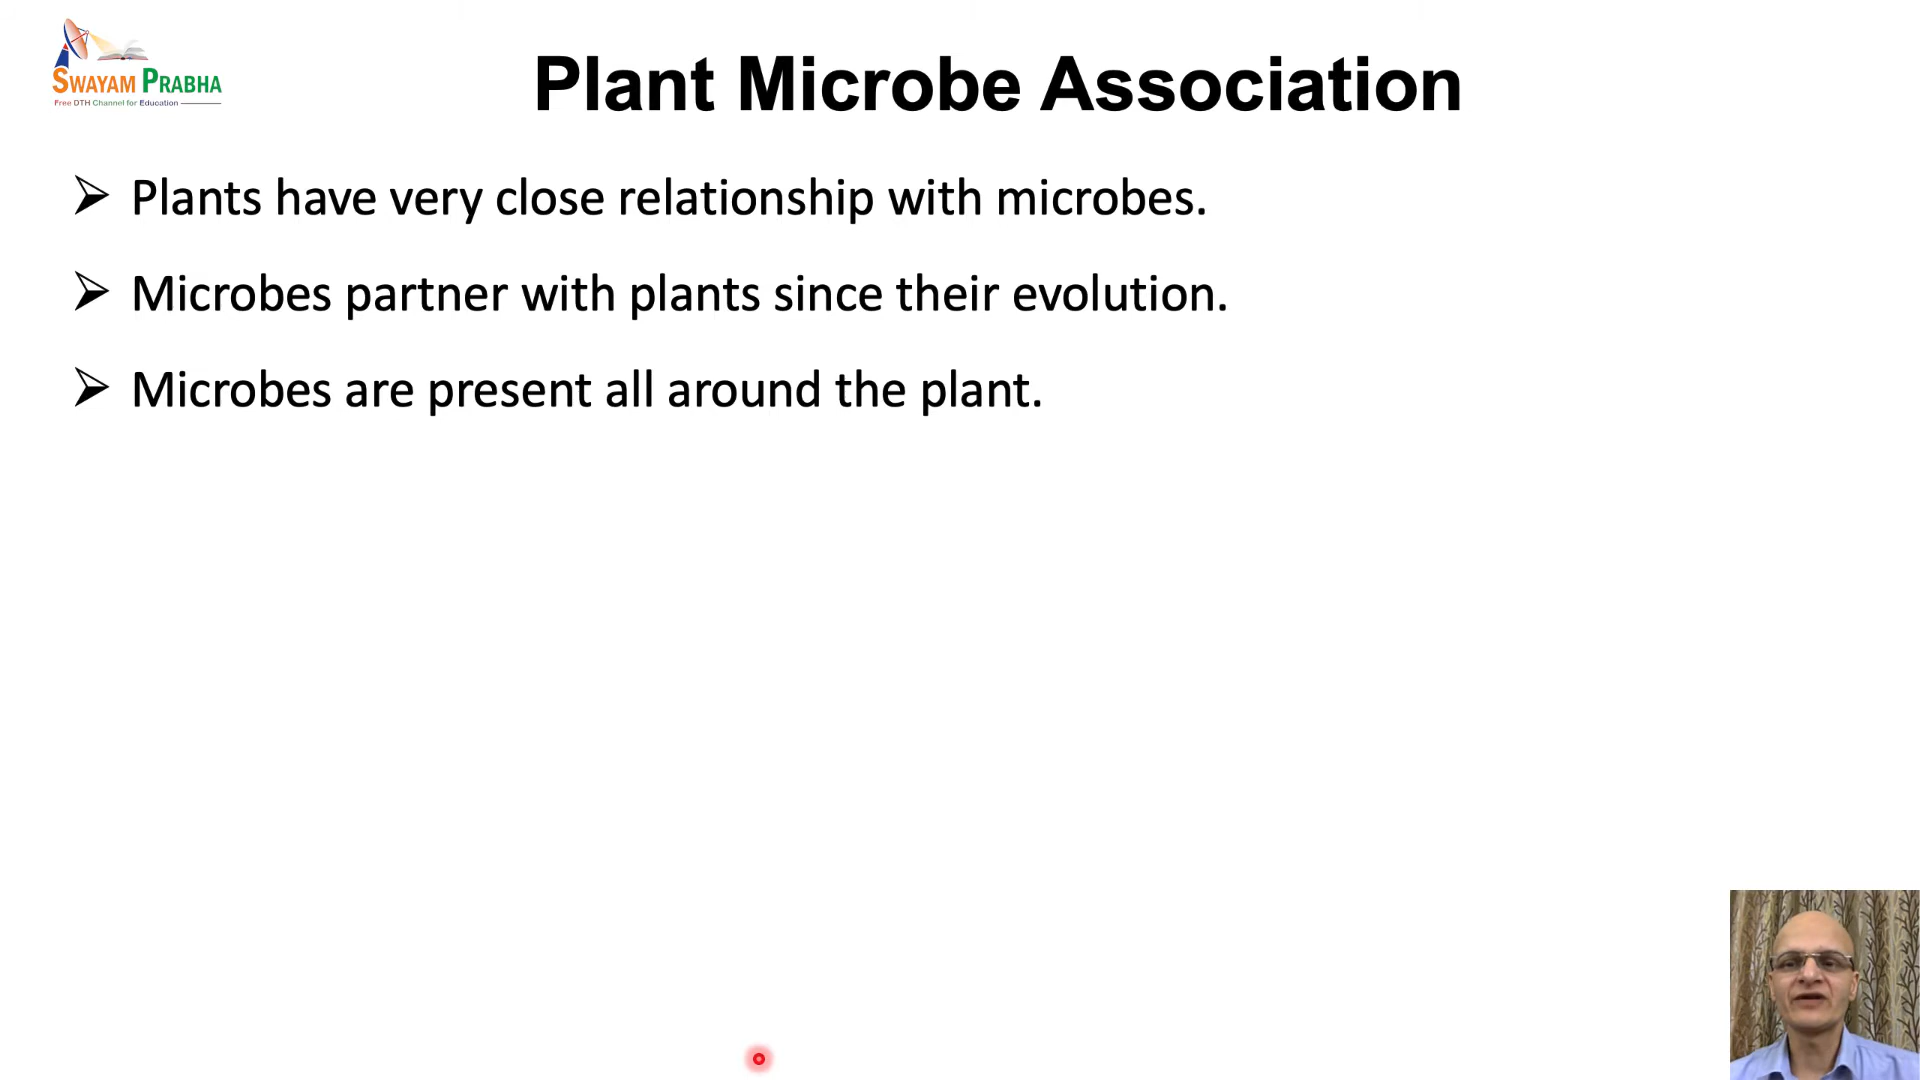 SWAYAM PRABHA
Free DTH Channel for Education
Plant Microbe Association
Plants have very close relationship with microbes.
Microbes partner with plants since their evolution.
Microbes are present all around the plant.